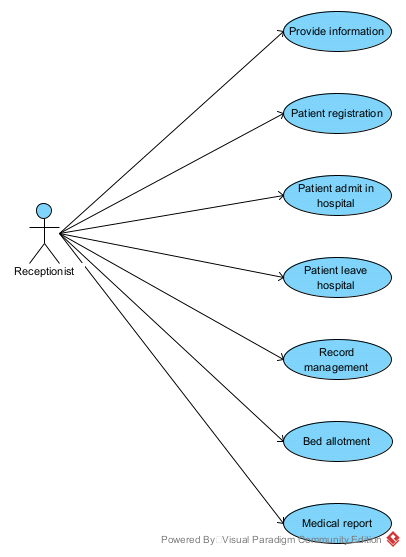 Provide information
Patient registration
Patient admit in
hospital
Receptionist
Patient leave
hospital
Record
management
Bed allotment
Medical report
Powered By Visual Paradigm Community Edition